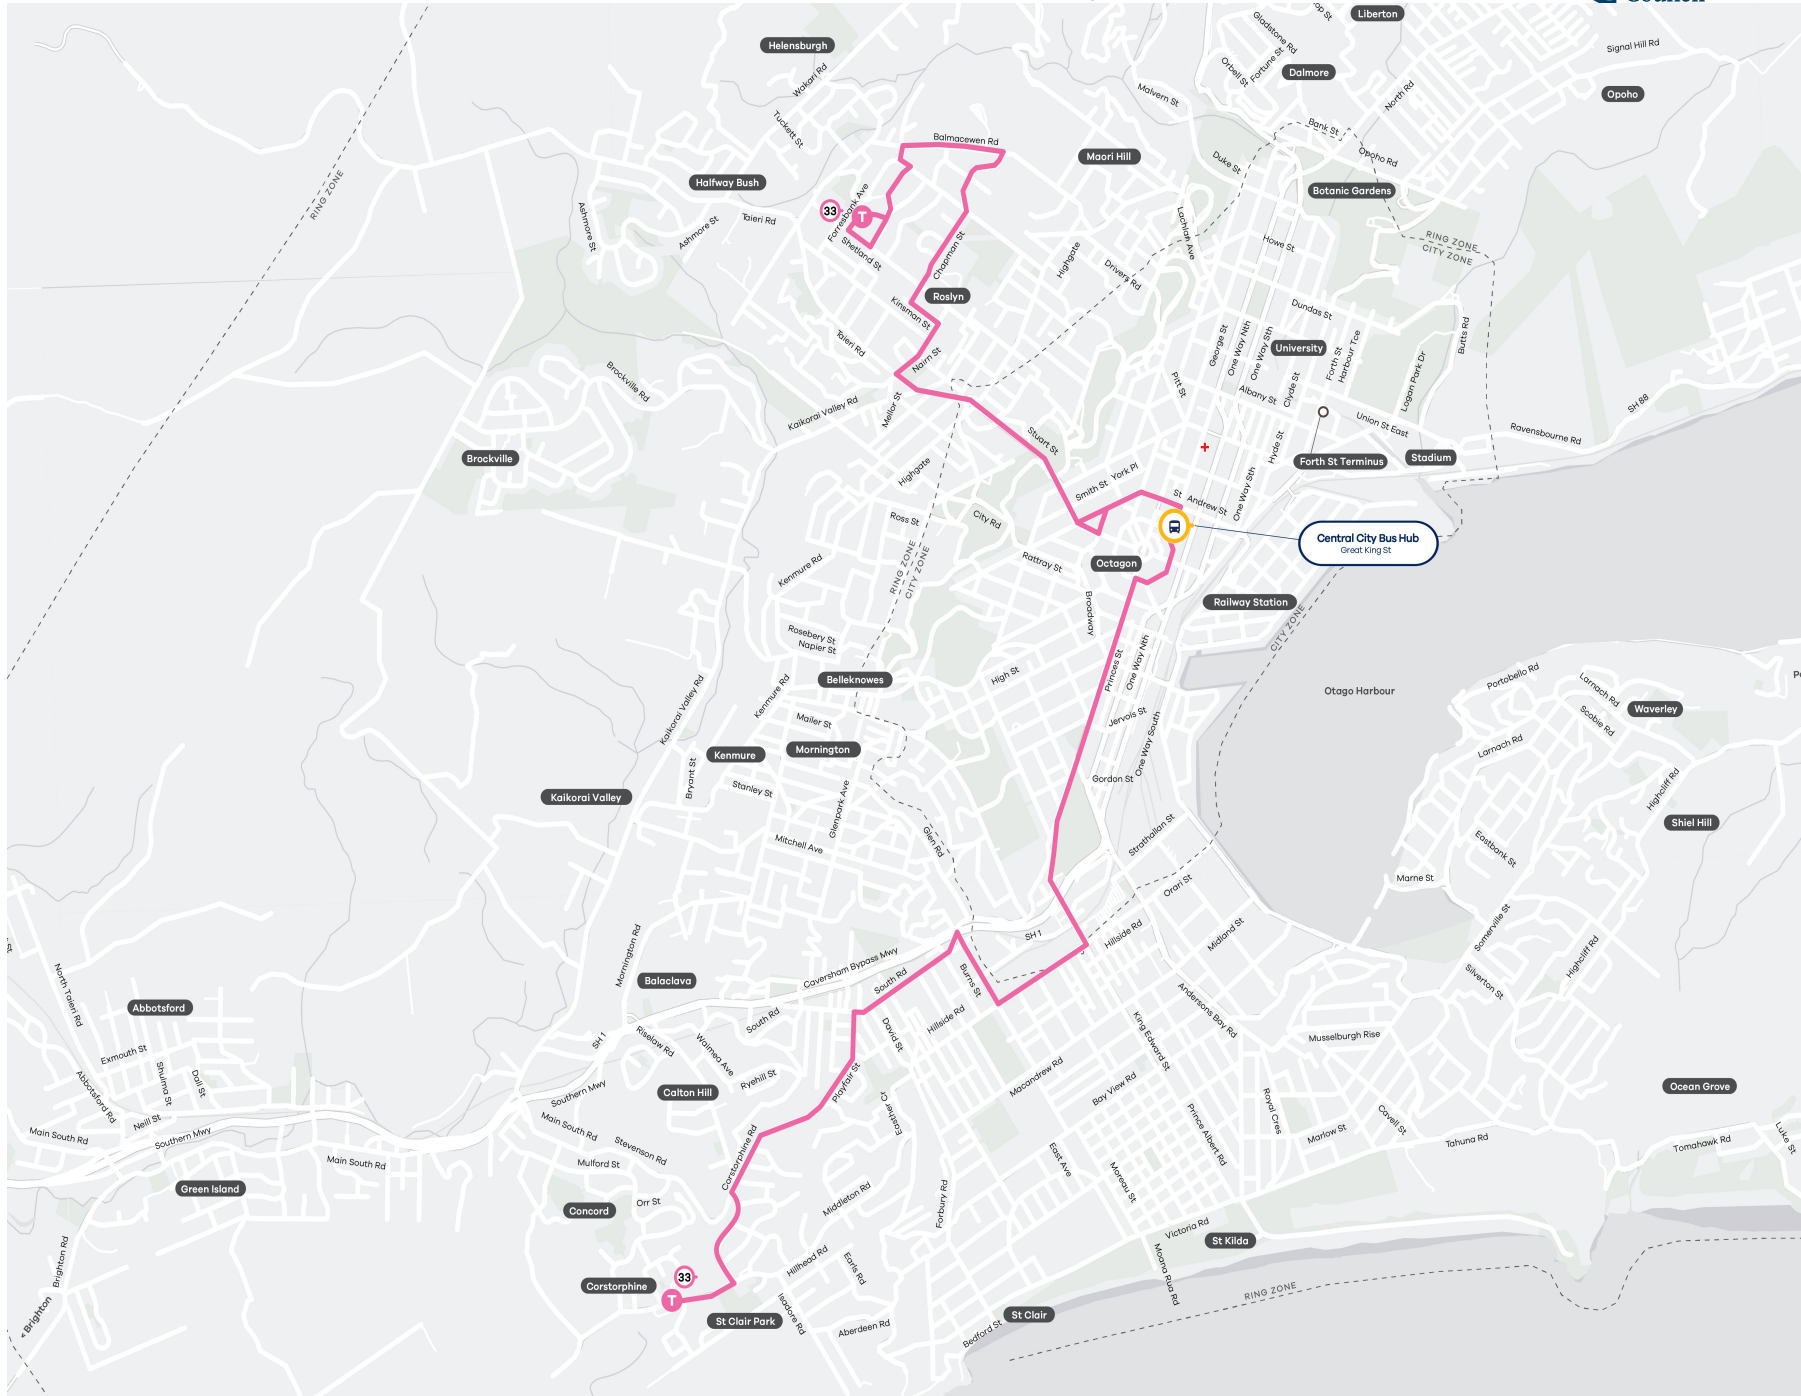 Council
Liberton
Gladstone Rd
Signal Hill Rd
Helensburgh
Orbell St
Fortune St
Dalmore
Wakari Rd
Malvern St
North Rd
Opoho
Tuckett St
Bank St
Balmacewen Rd
Maori Hill
Duke St
Opoho Rd
RING ZONE
Halfway Bush
Botanic Gardens
33
T
Forresbank Ave
Ashmore St
Ashmore St
Taieri Rd
Lachlan Ave
Shetland St
Chapman St
Highgate
Howe St
RING ZONE
CITY ZONE
Drivers Rd
Roslyn
Kinsman St
Dundas St
Taieri Rd
Nairn St
George St
One Way Nth
One Way Sth
University
Forth St
Harbour Tce
Butts Rd
Logan Park Dr
Brockville Rd
Pitt St
Albany St
Clyde St
SH 88
Kaikorai Valley Rd
Mellor St
Union St East
Ravensbourne Rd
Stuart St
Hyde St
Brockville
Highgate
Forth St Terminus
Stadium
Smith St
York Pl
One Way Sth
St Andrew St
City Rd
Ross St
Central City Bus Hub
Great King St
Rattray St
Octagon
Kenmure Rd
RING ZONE
CITY ZONE
Broadway
Railway Station
CITY ZONE
Rosebery St
Napier St
Princes St
One Way Nth
High St
Belleknowes
Portobello Rd
Otago Harbour
Larnach Rd
Waverley
Kenmure Rd
Kaikorai Valley Rd
Mailer St
Jervois St
Scobie Rd
One Way South
Kenmure
Mornington
Larnach Rd
Bryant St
Stanley St
Gordon St
Highcliff Rd
Kaikorai Valley
Glenpark Ave
Shiel Hill
Mitchell Ave
Glen Rd
Strathallan St
Eastbank St
Orari St
Marne St
SH 1
Hillside Rd
Midland St
Somerville St
Mornington Rd
Caversham Bypass Mwy
Highcliff Rd
Balaclava
South Rd
Burns St
Silverton St
North Taieri Rd
Abbotsford
South Rd
Hillside Rd
Andersons Bay Rd
SH 1
Riselaw Rd
Waimea Ave
David St
King Edward St
Musselburgh Rise
Exmouth St
Shulma St
Dall St
Abbotsford Rd
Ryehill St
Playfair St
Macandrew Rd
Calton Hill
Southern Mwy
Bay View Rd
Ocean Grove
Easther Cr
Royal Cres
Neill St
Main South Rd
Southern Mwy
Main South Rd
Stevenson Rd
Corstorphine Rd
Prince Albert Rd
Cavell St
Marlow St
Tahuna Rd
Tomahawk Rd
Luke St
Main South Rd
Mulford St
East Ave
Moreau St
Green Island
Middleton Rd
Forbury Rd
Concord
Orr St
Victoria Rd
St Kilda
Brighton Rd
Hillhead Rd
Earls Rd
Moana Rua Rd
33
Corstorphine
T
RING ZONE
< Brighton
St Clair Park
Isadore Rd
Aberdeen Rd
Bedford St
St Clair